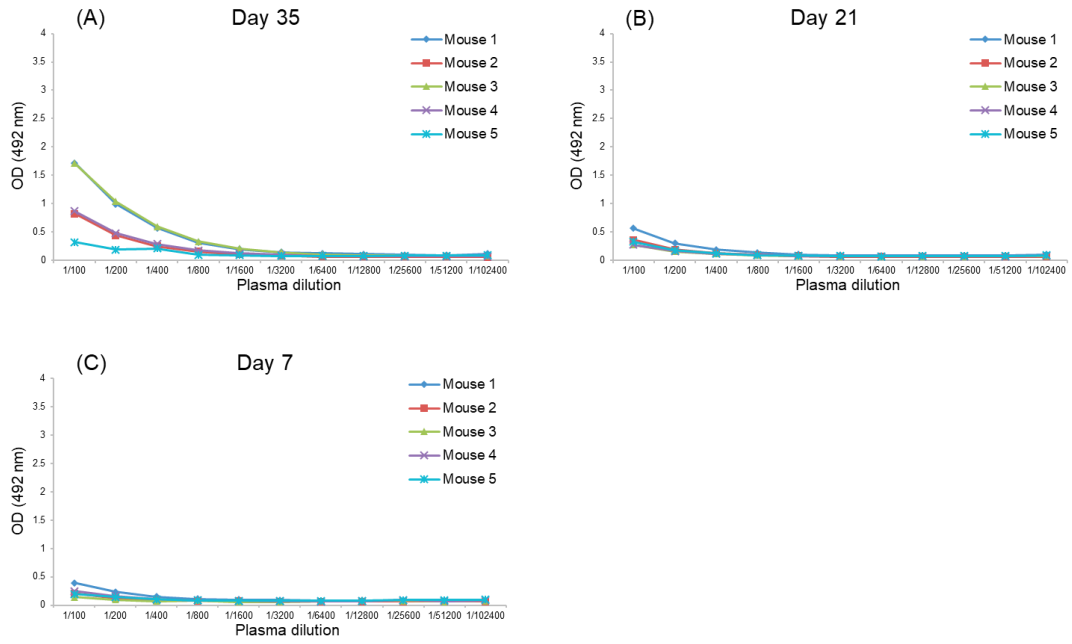 (A) Day 35
4
3.5
3
2.5
2
1.5
1
0.5
0
OD (492 nm)
Mouse 1
Mouse 2
Mouse 3
Mouse 4
Mouse 5
1/100 1/200 1/400 1/800 1/1600 1/3200 1/6400 1/12800 1/25600 1/51200 1/102400
Plasma dilution
(B) Day 21
4
3.5
3
2.5
2
1.5
1
0.5
0
OD (492 nm)
Mouse 1
Mouse 2
Mouse 3
Mouse 4
Mouse 5
1/100 1/200 1/400 1/800 1/1600 1/3200 1/6400 1/12800 1/25600 1/51200 1/102400
Plasma dilution
(C) Day 7
4
3.5
3
2.5
2
1.5
1
0.5
0
OD (492 nm)
Mouse 1
Mouse 2
Mouse 3
Mouse 4
Mouse 5
1/100 1/200 1/400 1/800 1/1600 1/3200 1/6400 1/12800 1/25600 1/51200 1/102400
Plasma dilution